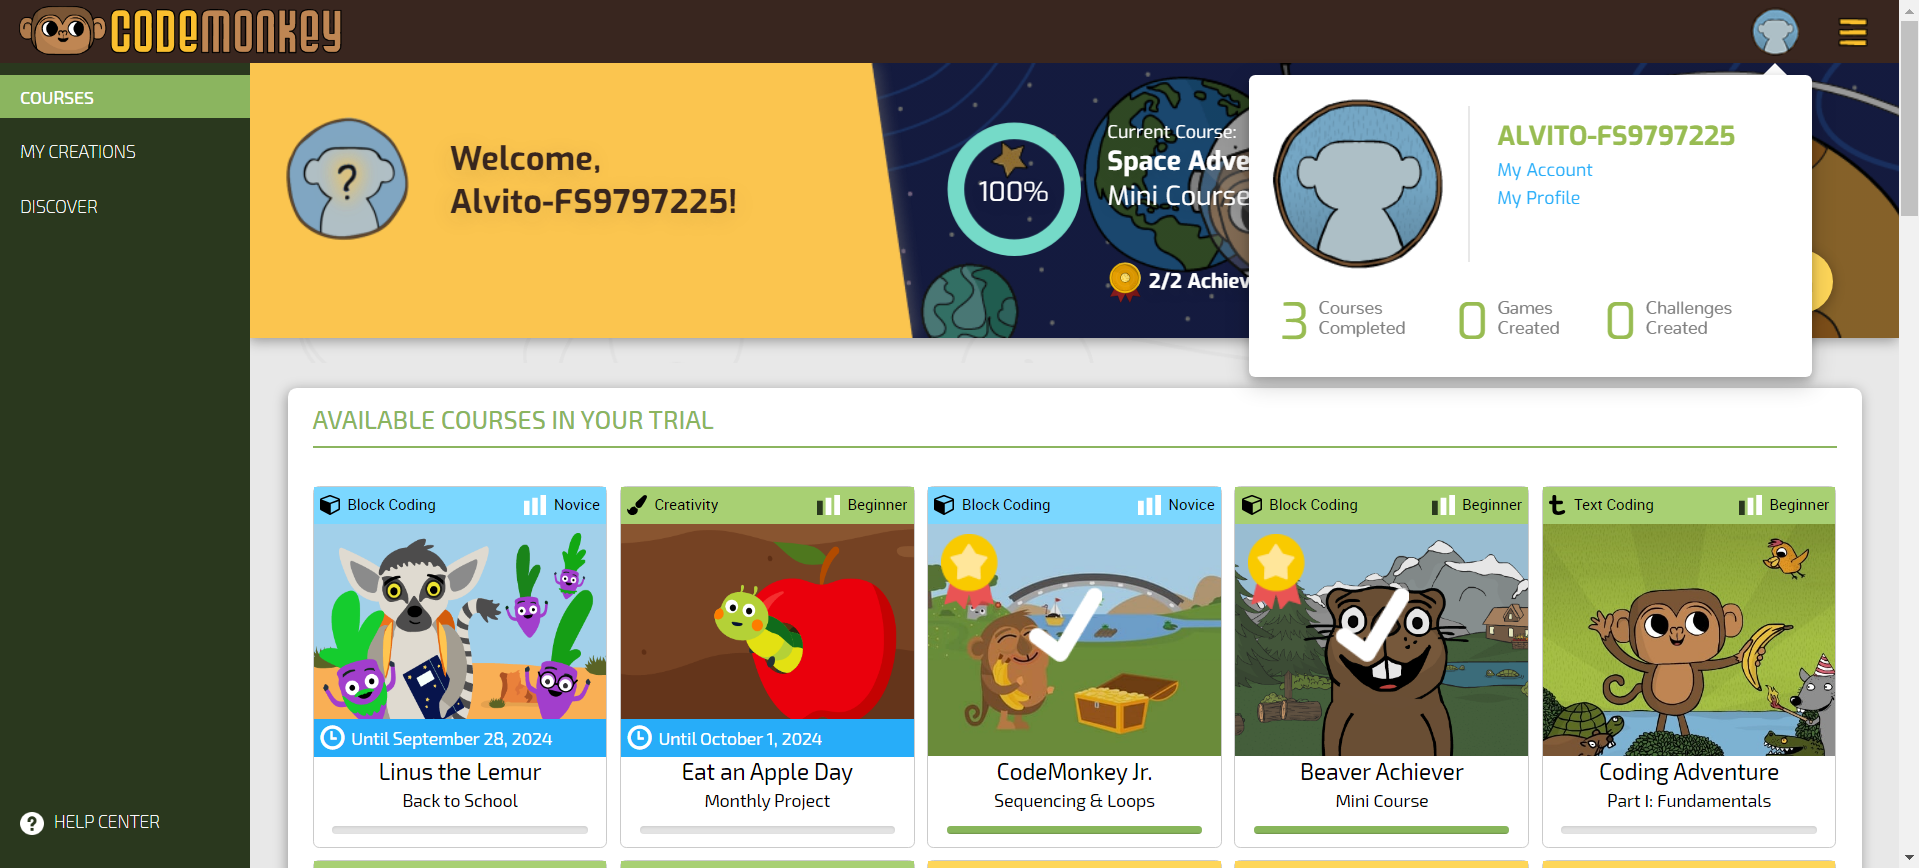 CODEMONKEY
COURSES
MY CREATIONS
DISCOVER
HELP CENTER
?
Welcome,
Alvito-FS9797225!
100%
Current Course:
Space Adve
Mini Course
2/2 Achiev
ALVITO-FS9797225
My Account
My Profile
3 Courses Completed
0 Games Created
0 Challenges Created
AVAILABLE COURSES IN YOUR TRIAL
Block Coding Novice
Until September 28, 2024
Linus the Lemur
Back to School
Creativity Beginner
Until October 1, 2024
Eat an Apple Day
Monthly Project
Block Coding Novice
CodeMonkey Jr.
Sequencing & Loops
Block Coding Beginner
Beaver Achiever
Mini Course
Text Coding Beginner
Coding Adventure
Part I: Fundamentals